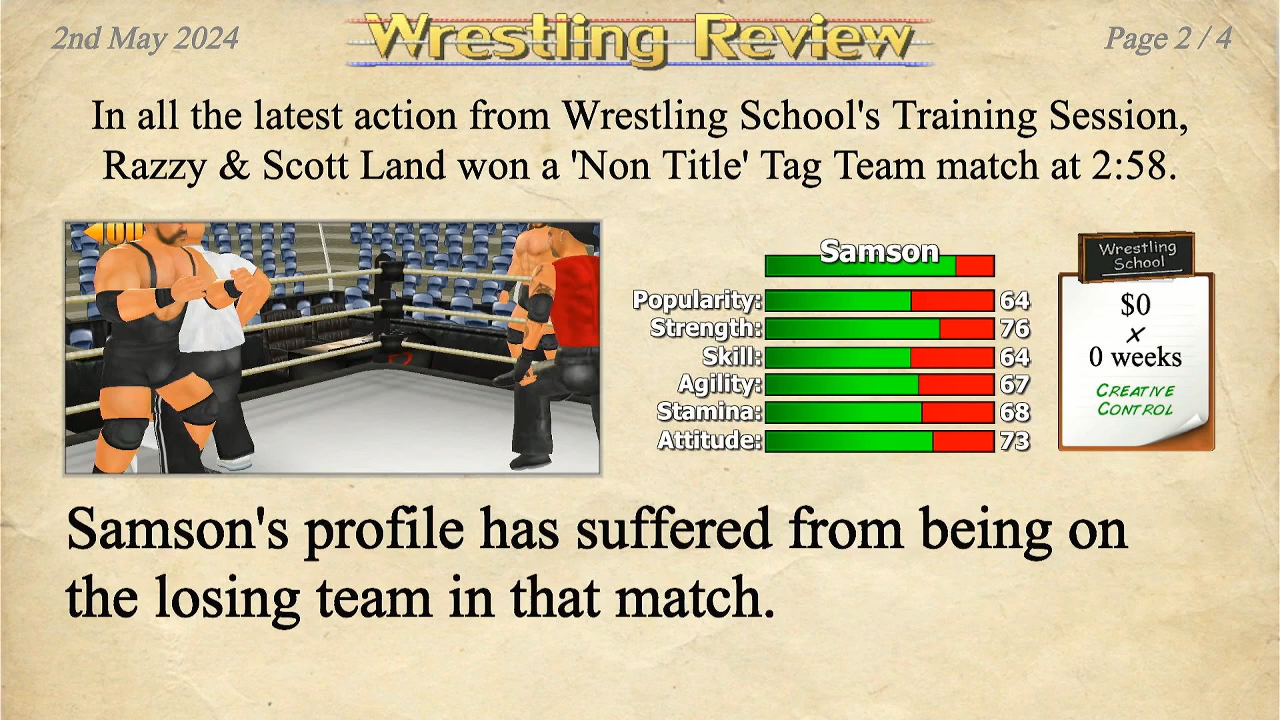 2nd May 2024
Wrestling Review
Page 2 / 4
In all the latest action from Wrestling School's Training Session,
Razzy & Scott Land won a 'Non Title' Tag Team match at 2:58.
Samson
Popularity: 64
Strength: 76
Skill: 64
Agility: 67
Stamina: 68
Attitude: 73
Wrestling
School
$0
x
0 weeks
CREATIVE
CONTROL
Samson's profile has suffered from being on
the losing team in that match.